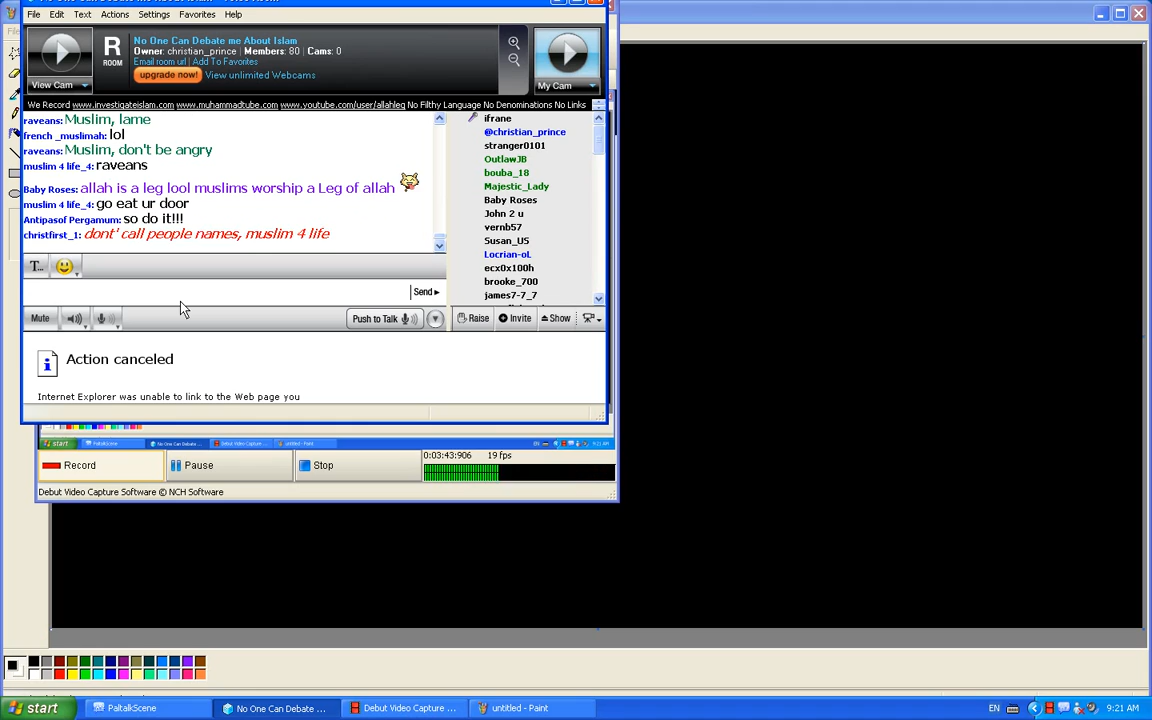 File Edit Text Actions Settings Favorites Help
View Cam
R
ROOM
No One Can Debate me About Islam
Owner: christian_prince | Members: 80 | Cams: 0
Email room url | Add To Favorites
upgrade now! View unlimited Webcams
My Cam
We Record www.investigateislam.com www.muhammadtube.com www.youtube.com/user/allahleg No Filthy Language No Denominations No Links
raveans: Muslim, lame
french _muslimah: lol
raveans: Muslim, don't be angry
muslim 4 life_4: raveans
Baby Roses: allah is a leg lool muslims worship a Leg of allah
muslim 4 life_4: go eat ur door
Antipasof Pergamum: so do it!!!
christfirst_1: dont' call people names, muslim 4 life
ifrane
@christian_prince
stranger0101
OutlawJB
bouba_18
Majestic_Lady
Baby Roses
John 2 u
vernb57
Susan_US
Locrian-oL
ecx0x100h
brooke_700
james7-7_7
T...
Send
Mute
Push to Talk
Raise Invite Show
Action canceled
Internet Explorer was unable to link to the Web page you
Record Pause Stop
0:03:43:906 19 fps
Debut Video Capture Software © NCH Software
start PaltalkScene No One Can Debate ... Debut Video Capture ... untitled - Paint EN 9:21 AM